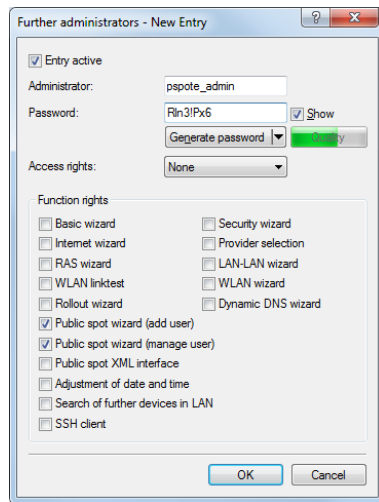 Further administrators - New Entry
Entry active
Administrator: pspote_admin
Password: Rln3!Px6 Show
Generate password Quality
Access rights: None
Function rights
Basic wizard Security wizard
Internet wizard Provider selection
RAS wizard LAN-LAN wizard
WLAN linktest WLAN wizard
Rollout wizard Dynamic DNS wizard
Public spot wizard (add user)
Public spot wizard (manage user)
Public spot XML interface
Adjustment of date and time
Search of further devices in LAN
SSH client
OK Cancel